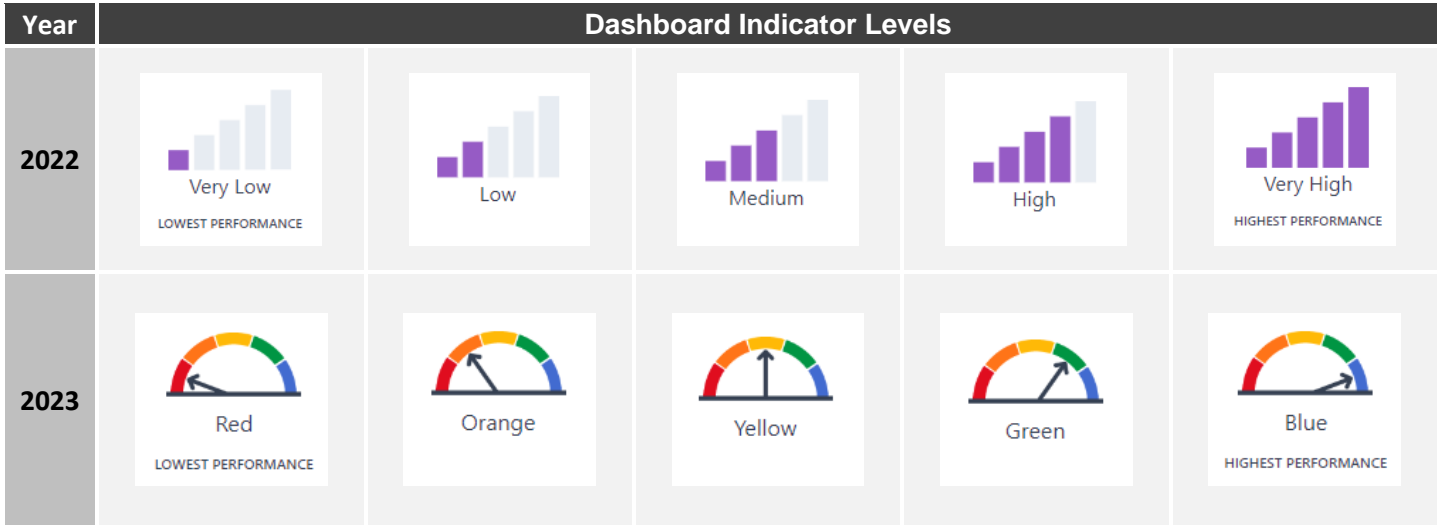 Year Dashboard Indicator Levels
2022
Very Low
LOWEST PERFORMANCE
Low
Medium
High
Very High
HIGHEST PERFORMANCE
2023
Red
LOWEST PERFORMANCE
Orange
Yellow
Green
Blue
HIGHEST PERFORMANCE